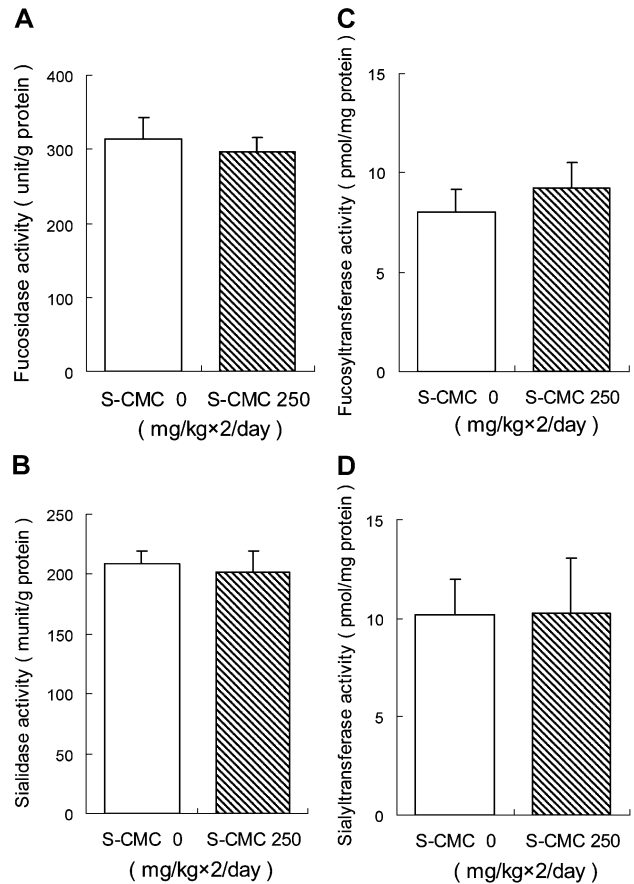 A
Fucosidase activity ( unit/g protein )
400
300
200
100
0
S-CMC 0
S-CMC 250
( mg/kg×2/day )
C
Fucosyltransferase activity ( pmol/mg protein )
15
10
5
0
S-CMC 0
S-CMC 250
( mg/kg×2/day )
B
Sialidase activity ( munit/g protein )
250
200
150
100
50
0
S-CMC 0
S-CMC 250
( mg/kg×2/day )
D
Sialyltransferase activity ( pmol/mg protein )
15
10
5
0
S-CMC 0
S-CMC 250
( mg/kg×2/day )